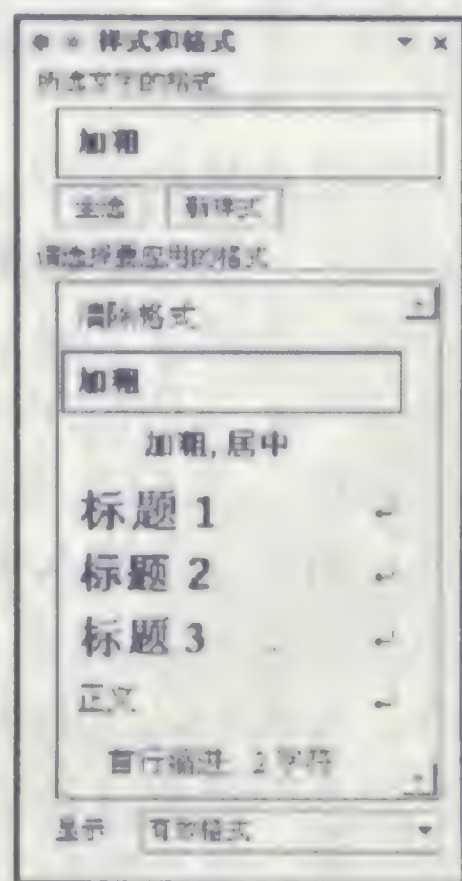 样式和格式
所选文字的格式
加粗
全选 新样式
请选择要应用的格式
清除格式
加粗
加粗,居中
标题 1
标题 2
标题 3
正文
首行缩进: 2 字符
显示 有效格式